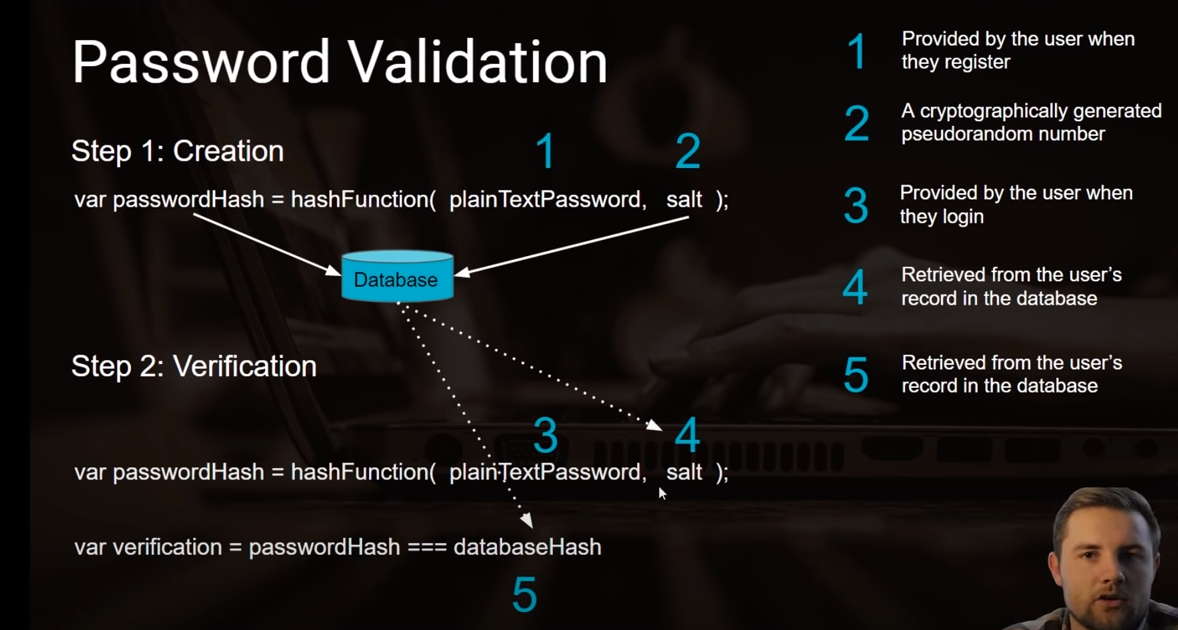 Password Validation
Step 1: Creation
1 2
var passwordHash = hashFunction( plainTextPassword, salt );
Database
Step 2: Verification
3 4
var passwordHash = hashFunction( plainTextPassword, salt );
var verification = passwordHash === databaseHash
5
1 Provided by the user when
they register
2 A cryptographically generated
pseudorandom number
3 Provided by the user when
they login
4 Retrieved from the user's
record in the database
5 Retrieved from the user's
record in the database